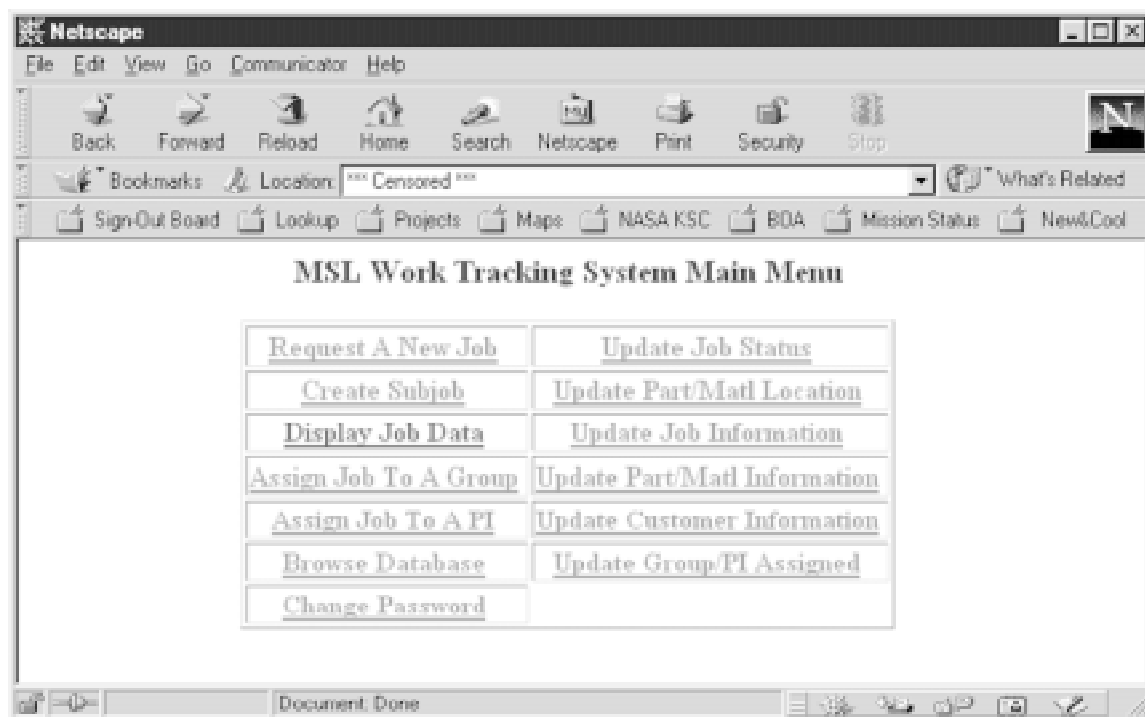 Netscape
File Edit View Go Communicator Help
Back Forward Reload Home Search Netscape Print Security Stop
N
Bookmarks Location: *** Censored *** What's Related
Sign-Out Board Lookup Projects Maps NASA KSC BDA Mission Status New&Cool
MSL Work Tracking System Main Menu
Request A New Job Update Job Status
Create Subjob Update Part/Matl Location
Display Job Data Update Job Information
Assign Job To A Group Update Part/Matl Information
Assign Job To A PI Update Customer Information
Browse Database Update Group/PI Assigned
Change Password
Document: Done